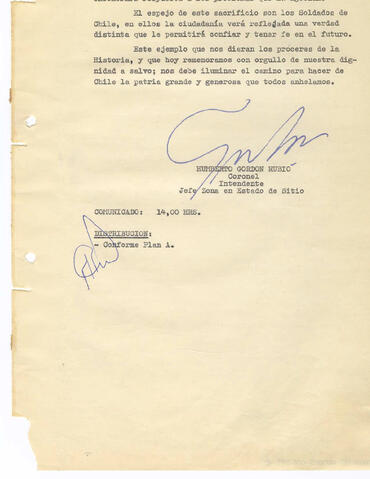 El espejo de este sacrificio son los Soldados de
Chile, en ellos la ciudadanía verá reflegada una verdad
distinta que le permitirá confiar y tener fe en el futuro.
Este ejemplo que nos dieran los próceres de la
Historia, y que hoy rememoramos con orgullo de nuestra dig-
nidad a salvo; nos debe iluminar el camino para hacer de
Chile la patria grande y generosa que todos anhelamos.
HUMBERTO GORDON RUBIO
Coronel
Intendente
Jefe Zona en Estado de Sitio
COMUNICADO: 14,00 HRS.
DISTRIBUCION:
- Conforme Plan A.